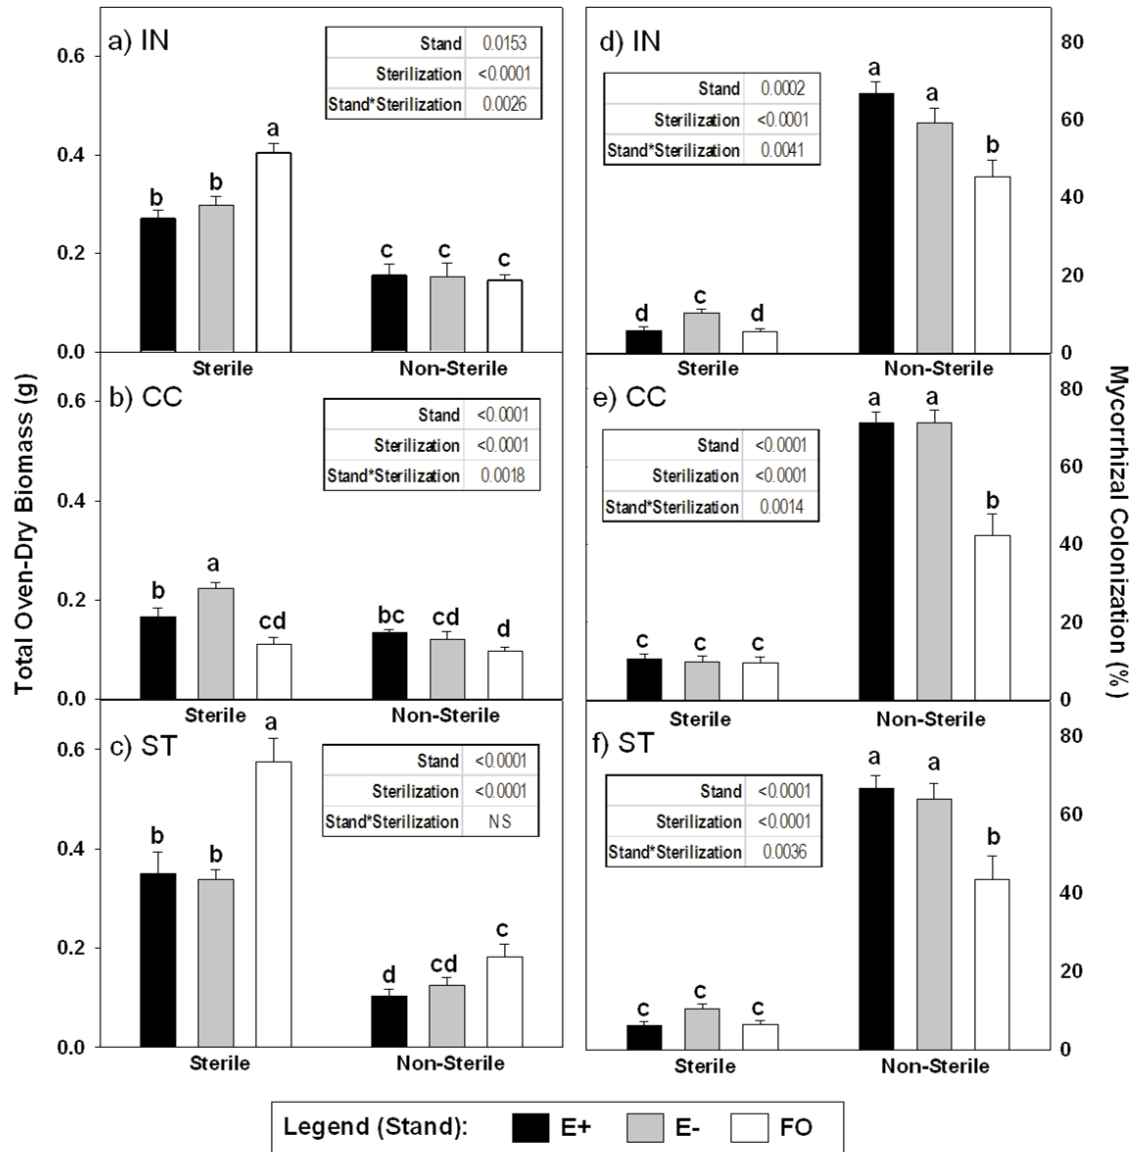 a) IN
Stand 0.0153
Sterilization <0.0001
Stand*Sterilization 0.0026
0.6
0.4
0.2
0.0
b b a
c c c
Sterile Non-Sterile
b) CC
Stand <0.0001
Sterilization <0.0001
Stand*Sterilization 0.0018
0.6
0.4
0.2
0.0
b a cd
bc cd d
Sterile Non-Sterile
c) ST
Stand <0.0001
Sterilization <0.0001
Stand*Sterilization NS
0.6
0.4
0.2
0.0
b b a
d cd c
Sterile Non-Sterile
Total Oven-Dry Biomass (g)
d) IN
Stand 0.0002
Sterilization <0.0001
Stand*Sterilization 0.0041
80
60
40
20
0
d c d
a a b
Sterile Non-Sterile
e) CC
Stand <0.0001
Sterilization <0.0001
Stand*Sterilization 0.0014
80
60
40
20
0
c c c
a a b
Sterile Non-Sterile
f) ST
Stand <0.0001
Sterilization <0.0001
Stand*Sterilization 0.0036
80
60
40
20
0
c c c
a a b
Sterile Non-Sterile
Mycorrhizal Colonization (%)
Legend (Stand): E+ E- FO